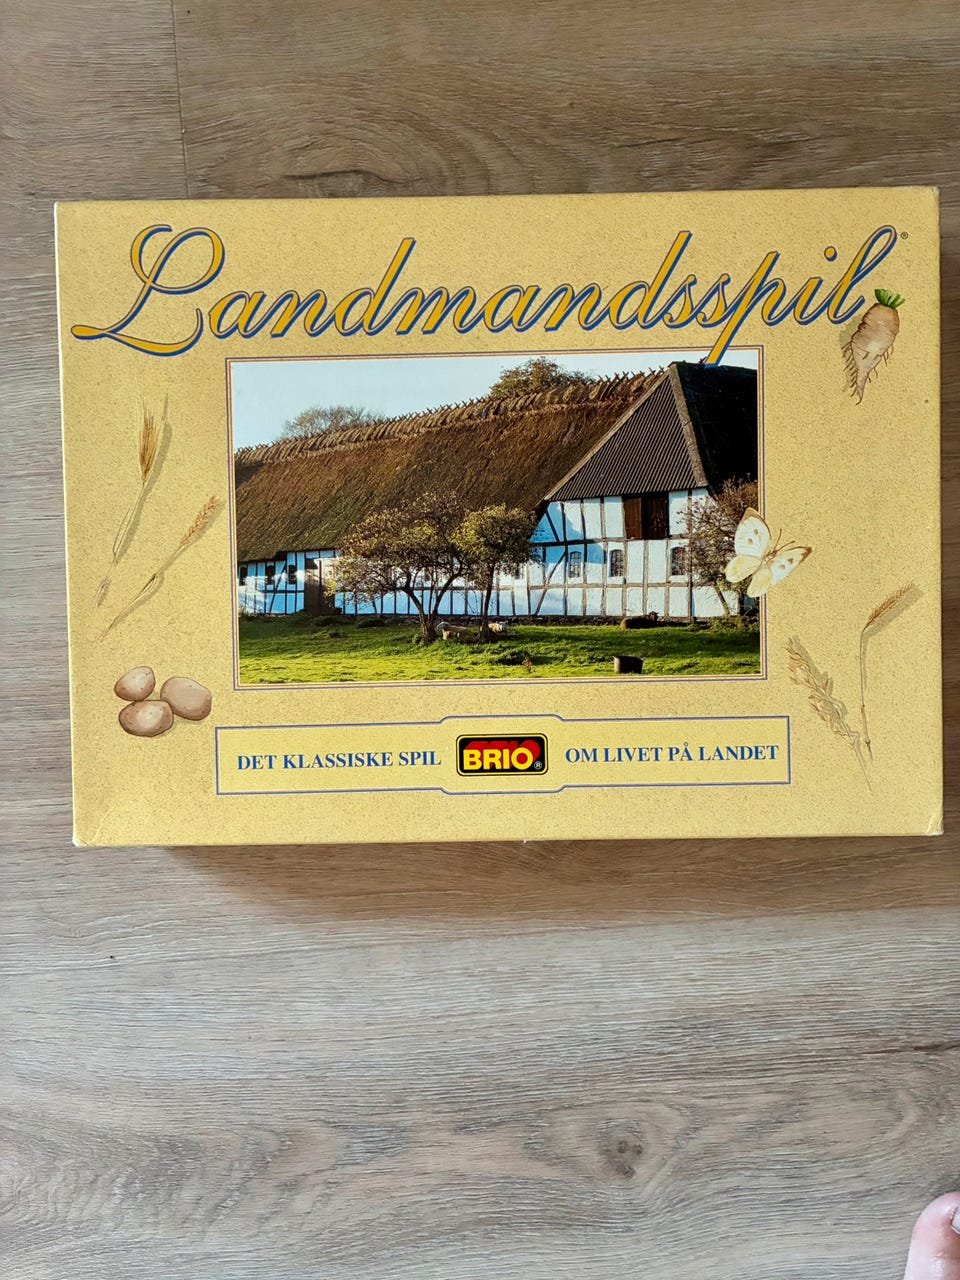 Landmandsspil®
DET KLASSISKE SPIL BRIO® OM LIVET PÅ LANDET